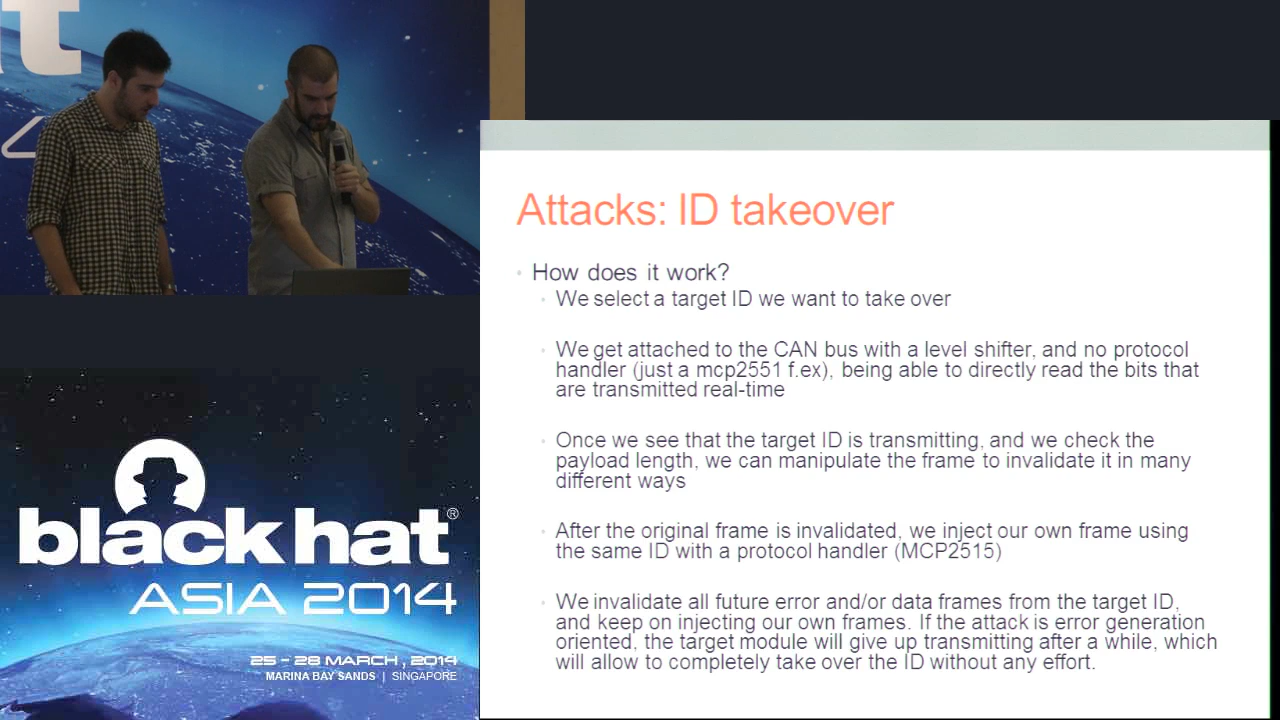 t
4
Attacks: ID takeover
How does it work?
We select a target ID we want to take over
We get attached to the CAN bus with a level shifter, and no protocol
handler (just a mcp2551 f.ex), being able to directly read the bits that
are transmitted real-time
Once we see that the target ID is transmitting, and we check the
payload length, we can manipulate the frame to invalidate it in many
different ways
After the original frame is invalidated, we inject our own frame using
the same ID with a protocol handler (MCP2515)
We invalidate all future error and/or data frames from the target ID,
and keep on injecting our own frames. If the attack is error generation
oriented, the target module will give up transmitting after a while, which
will allow to completely take over the ID without any effort.
black hat®
ASIA 2014
25 - 28 MARCH, 2014
MARINA BAY SANDS | SINGAPORE